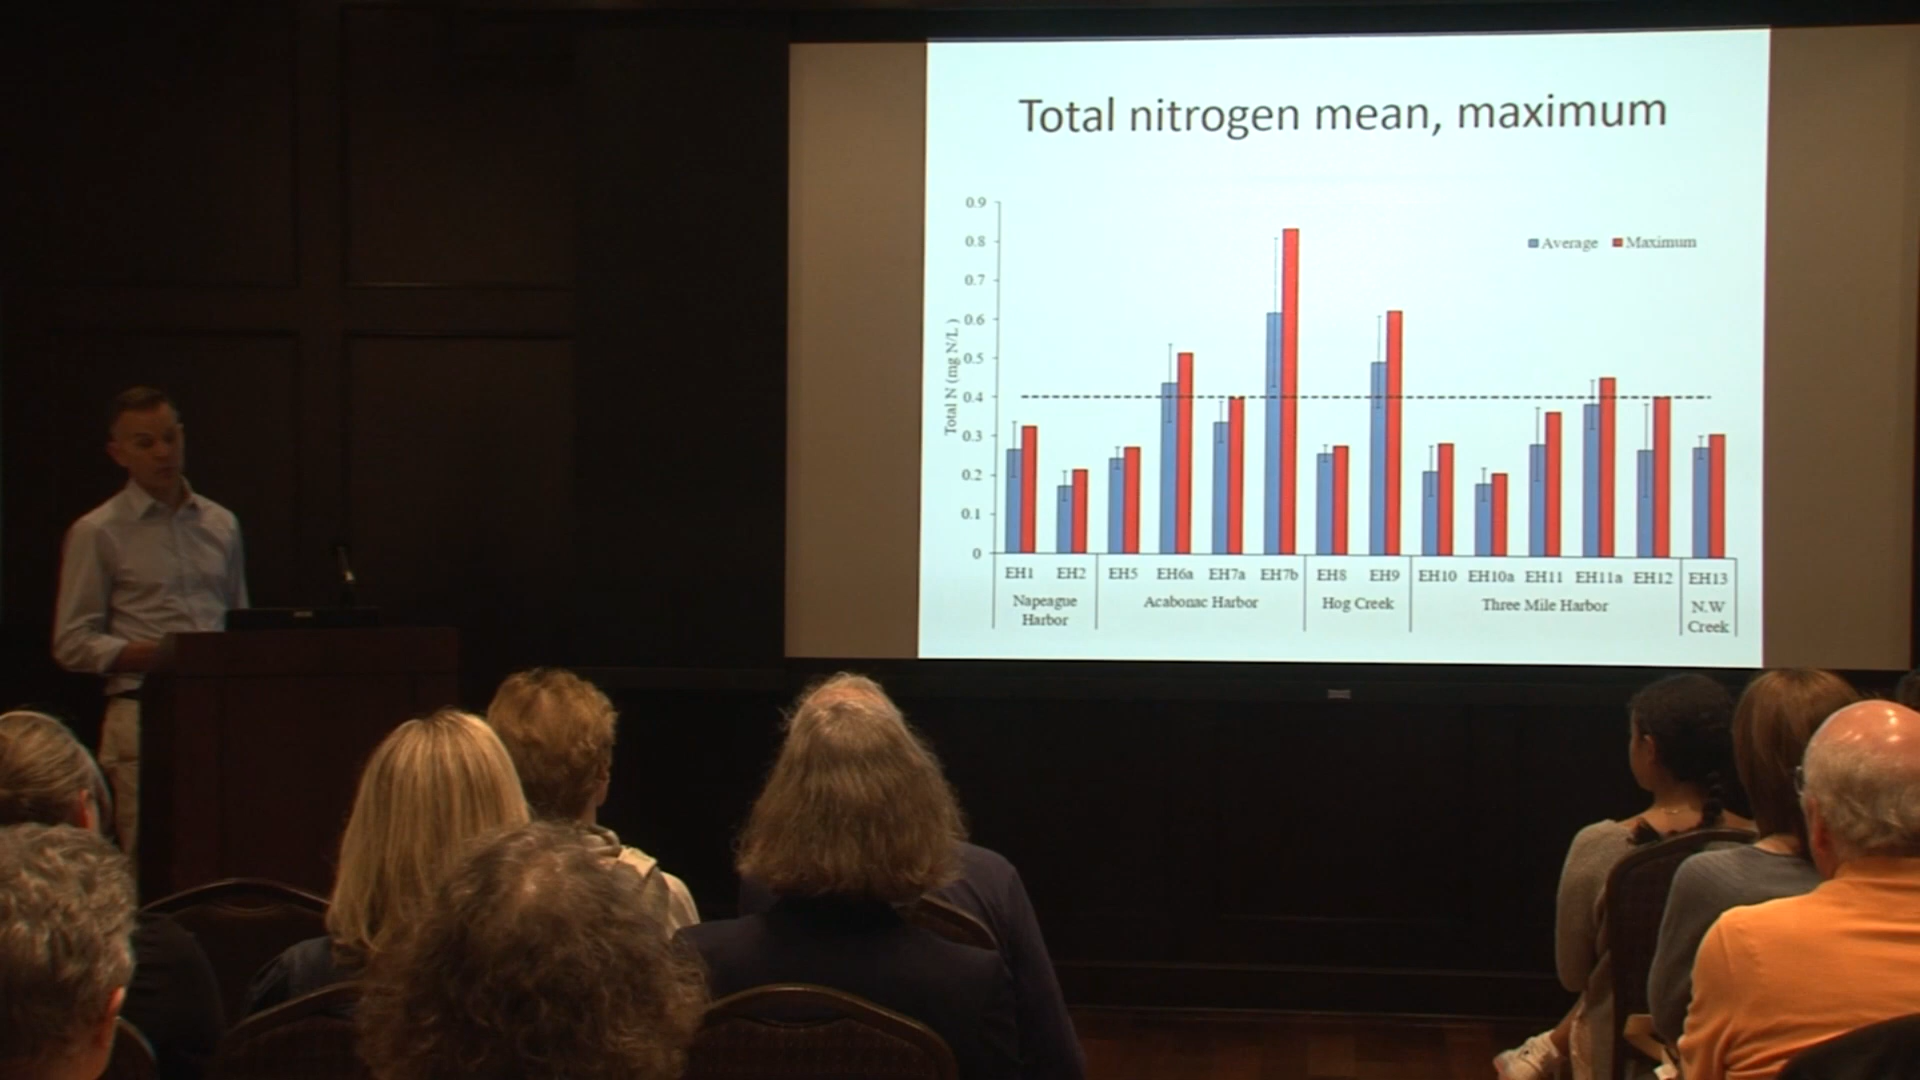 Total nitrogen mean, maximum
Average Maximum
Total N (mg N/L )
0.9
0.8
0.7
0.6
0.5
0.4
0.3
0.2
0.1
0
EH1 EH2 EH5 EH6a EH7a EH7b EH8 EH9 EH10 EH10a EH11 EH11a EH12 EH13
Napeague
Harbor
Acabonac Harbor
Hog Creek
Three Mile Harbor
N.W
Creek